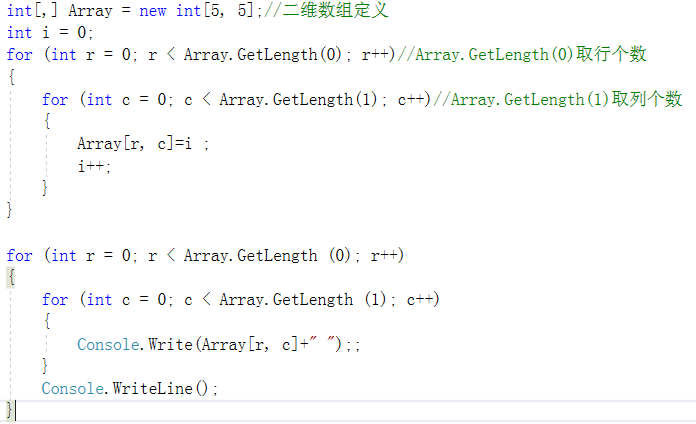 int[,] Array = new int[5, 5];//二维数组定义
int i = 0;
for (int r = 0; r < Array.GetLength(0); r++)//Array.GetLength(0)取行个数
{
    for (int c = 0; c < Array.GetLength(1); c++)//Array.GetLength(1)取列个数
    {
        Array[r, c]=i ;
        i++;
    }
}

for (int r = 0; r < Array.GetLength (0); r++)
{
    for (int c = 0; c < Array.GetLength (1); c++)
    {
        Console.Write(Array[r, c]+" ");;
    }
    Console.WriteLine();
}